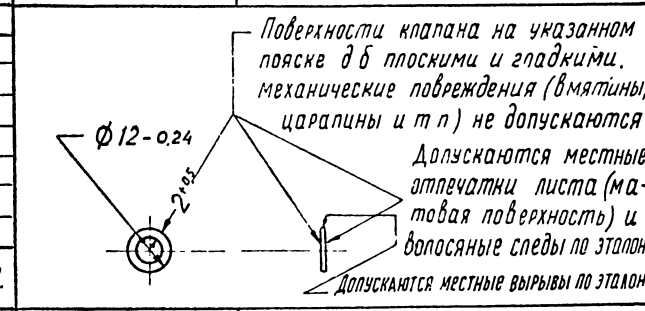 Поверхности клапана на указанном
пояске д б плоскими и гладкими.
механические повреждения (вмятины,
царапины и т п) не допускаются
Ø12-0.24
2+0,5
Допускаются местные
отпечатки листа (ма-
товая поверхность) и
волосяные следы по эталон
Допускаются местные вырывы по эталон